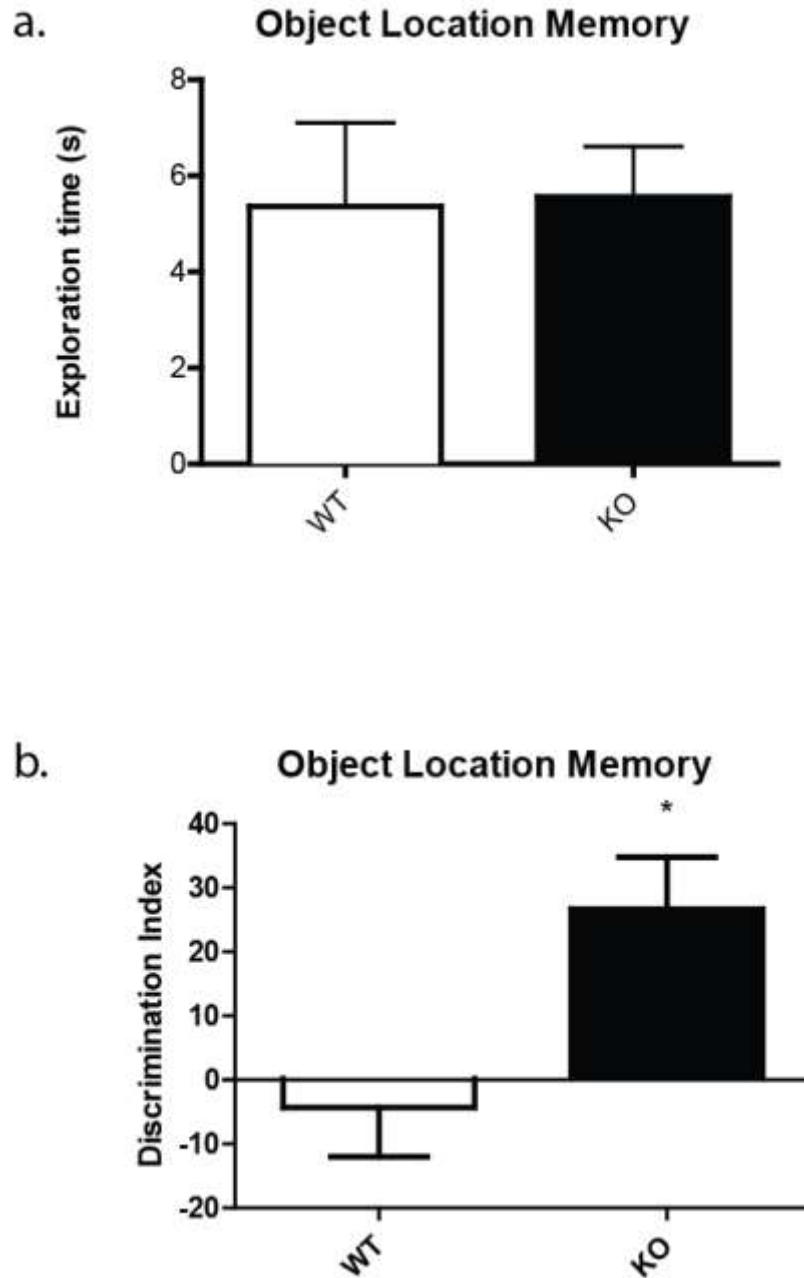 a.
Object Location Memory
Exploration time (s)
8
6
4
2
0
WT
KO
b.
Object Location Memory
*
Discrimination Index
40
30
20
10
0
-10
-20
WT
KO